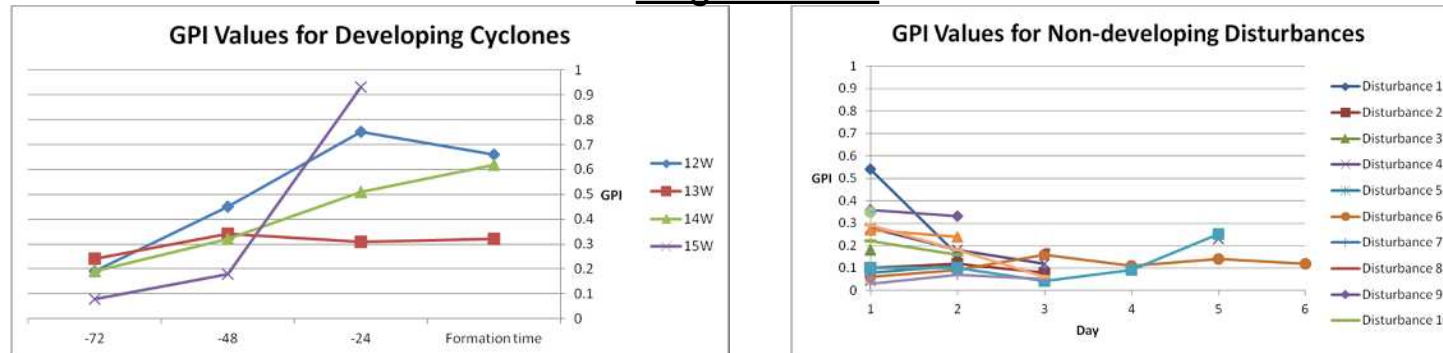 GPI Values for Developing Cyclones
1
0.9
0.8
0.7
0.6
0.5
0.4
0.3
0.2
0.1
0
GPI
-72
-48
-24
Formation time
12W
13W
14W
15W
GPI Values for Non-developing Disturbances
1
0.9
0.8
0.7
0.6
0.5
0.4
0.3
0.2
0.1
0
GPI
1
2
3
4
5
6
Day
Disturbance 1
Disturbance 2
Disturbance 3
Disturbance 4
Disturbance 5
Disturbance 6
Disturbance 7
Disturbance 8
Disturbance 9
Disturbance 1